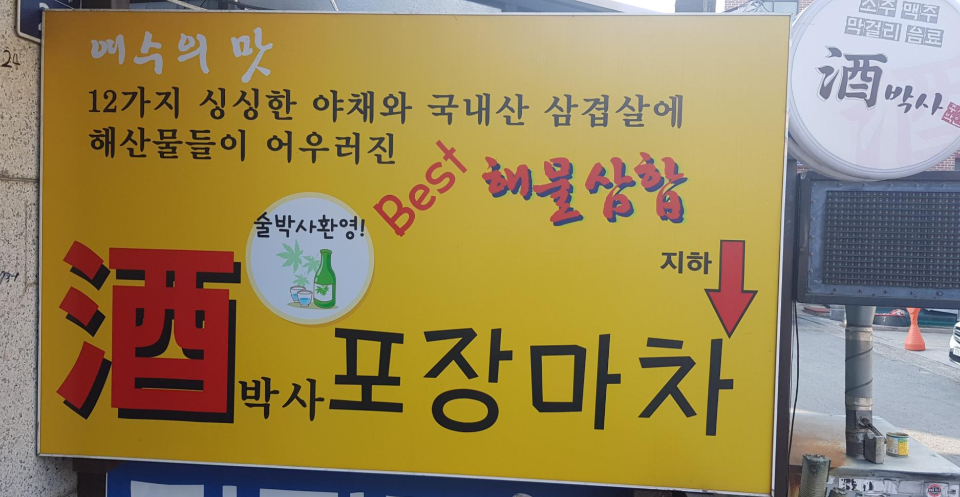 여수의 맛
12가지 싱싱한 야채와 국내산 삼겹살에
해산물들이 어우러진
Best 해물삼합
술박사환영!
지하
酒박사포장마차
소주 맥주
막걸리 음료
酒박사
24